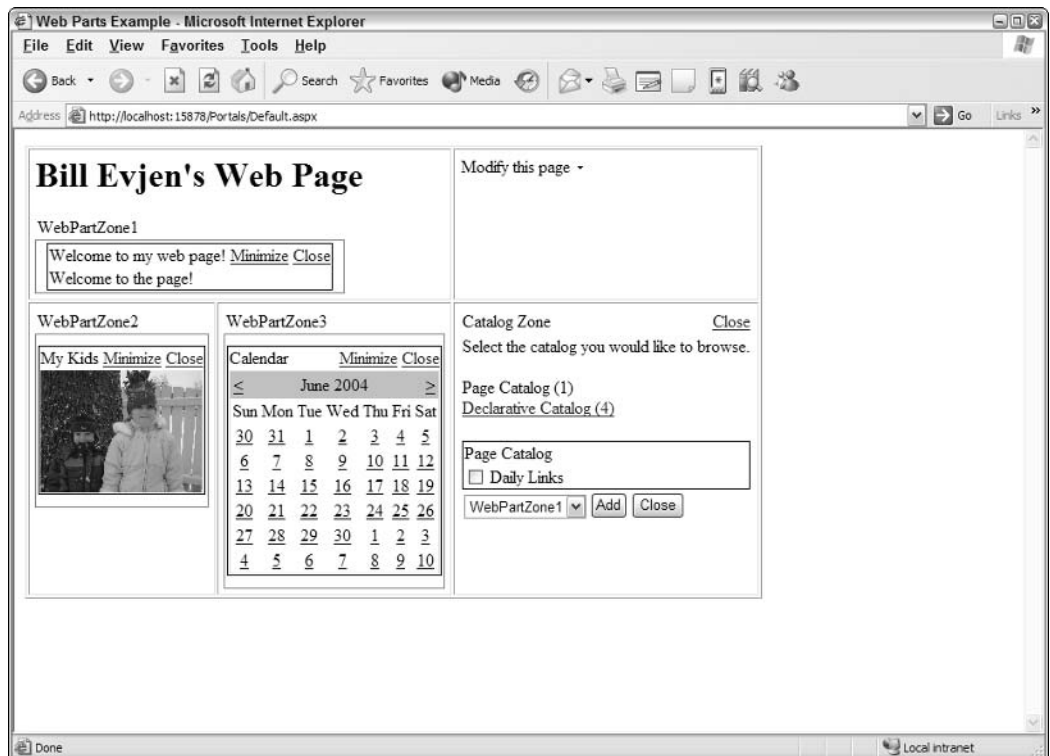 Web Parts Example - Microsoft Internet Explorer
File Edit View Favorites Tools Help
Back Search Favorites Media
Address http://localhost:15878/Portals/Default.aspx Go Links »
Bill Evjen's Web Page
Modify this page
WebPartZone1
Welcome to my web page! Minimize Close
Welcome to the page!
WebPartZone2
My Kids Minimize Close
WebPartZone3
Calendar Minimize Close
< June 2004 >
Sun Mon Tue Wed Thu Fri Sat
30 31 1 2 3 4 5
6 7 8 9 10 11 12
13 14 15 16 17 18 19
20 21 22 23 24 25 26
27 28 29 30 1 2 3
4 5 6 7 8 9 10
Catalog Zone Close
Select the catalog you would like to browse.
Page Catalog (1)
Declarative Catalog (4)
Page Catalog
Daily Links
WebPartZone1 Add Close
Done Local intranet